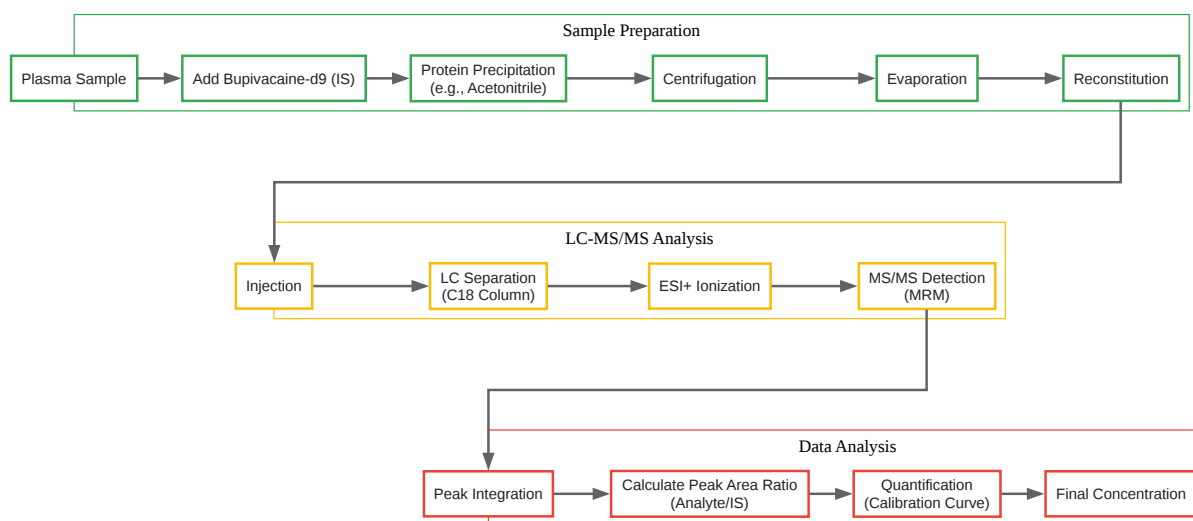 Sample Preparation
Plasma Sample
Add Bupivacaine-d9 (IS)
Protein Precipitation
(e.g., Acetonitrile)
Centrifugation
Evaporation
Reconstitution
LC-MS/MS Analysis
Injection
LC Separation
(C18 Column)
ESI+ Ionization
MS/MS Detection
(MRM)
Data Analysis
Peak Integration
Calculate Peak Area Ratio
(Analyte/IS)
Quantification
(Calibration Curve)
Final Concentration